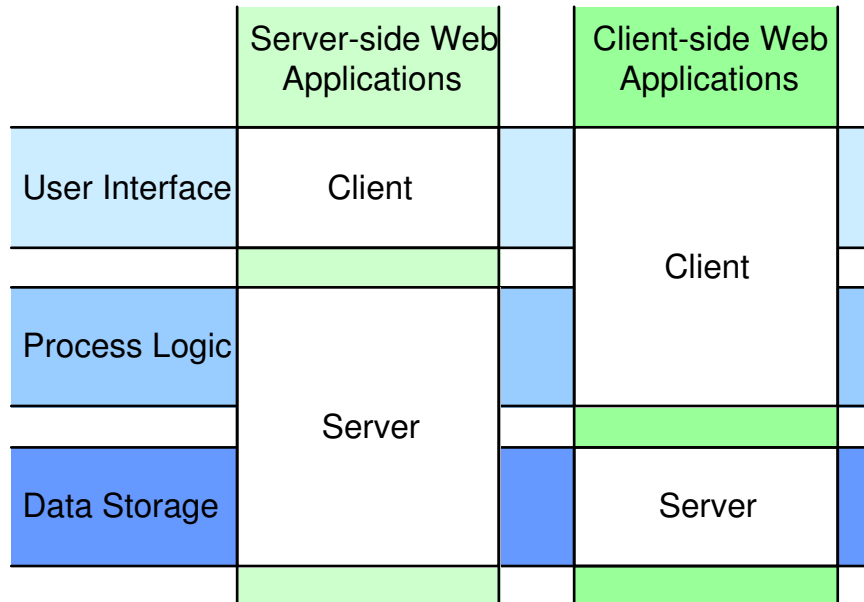 Server-side Web
Applications
Client-side Web
Applications
User Interface
Client
Client
Process Logic
Server
Data Storage
Server